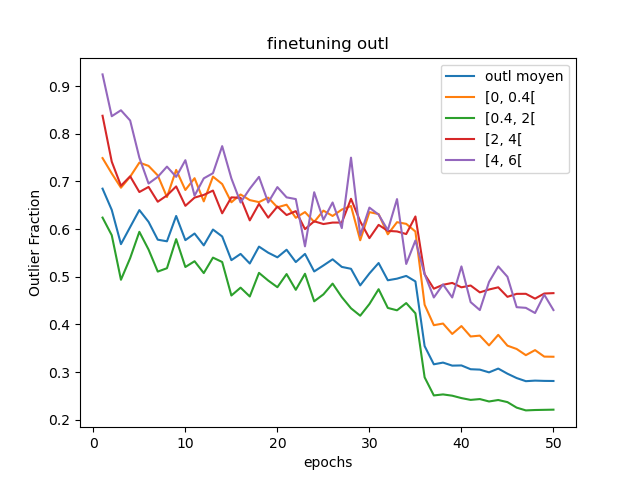 finetuning outl
outl moyen
[0, 0.4[
[0.4, 2[
[2, 4[
[4, 6[
Outlier Fraction
0.9
0.8
0.7
0.6
0.5
0.4
0.3
0.2
0 10 20 30 40 50
epochs